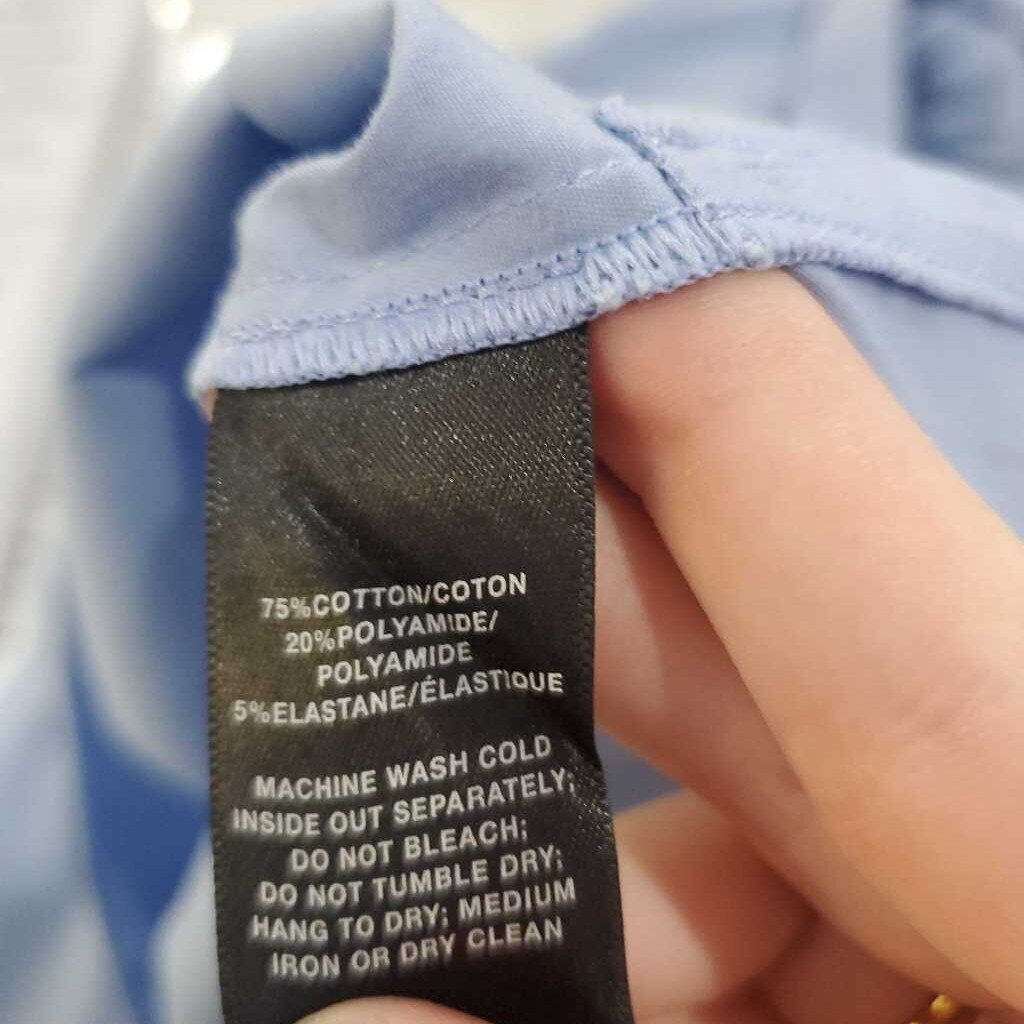 75%COTTON/COTON
20%POLYAMIDE/
POLYAMIDE
5%ELASTANE/ÉLASTIQUE
MACHINE WASH COLD
INSIDE OUT SEPARATELY;
DO NOT BLEACH;
DO NOT TUMBLE DRY;
HANG TO DRY; MEDIUM
IRON OR DRY CLEAN